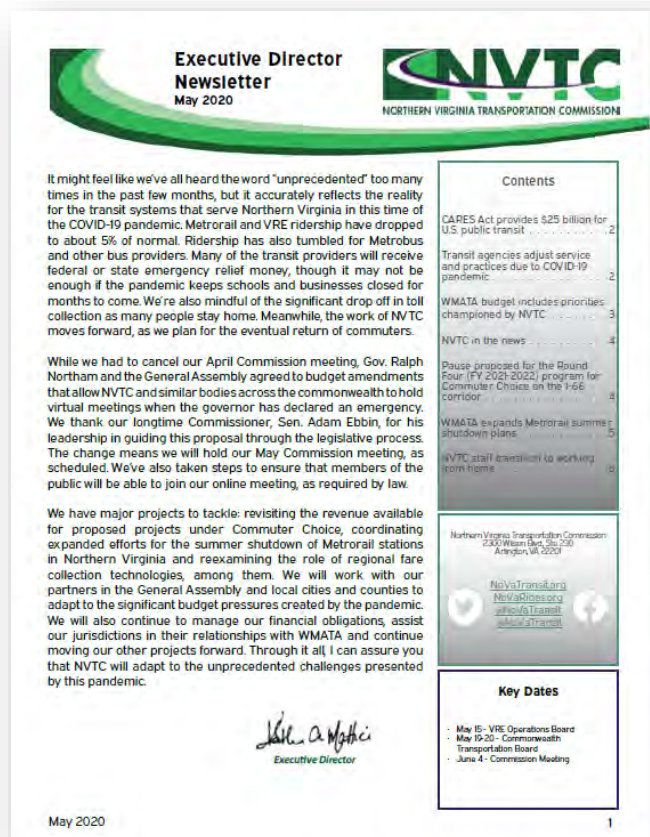 Executive Director
Newsletter
May 2020
NVTC
NORTHERN VIRGINIA TRANSPORTATION COMMISSION
It might feel like we've all heard the word "unprecedented" too many
times in the past few months, but it accurately reflects the reality
for the transit systems that serve Northern Virginia in this time of
the COVID-19 pandemic. Metrorail and VRE ridership have dropped
to about 5% of normal. Ridership has also tumbled for Metrobus
and other bus providers. Many of the transit providers will receive
federal or state emergency relief money, though it may not be
enough if the pandemic keeps schools and businesses closed for
months to come. We're also mindful of the significant drop off in toll
collection as many people stay home. Meanwhile, the work of NVTC
moves forward, as we plan for the eventual return of commuters.
While we had to cancel our April Commission meeting, Gov. Ralph
Northam and the General Assembly agreed to budget amendments
that allow NVTC and similar bodies across the commonwealth to hold
virtual meetings when the governor has declared an emergency.
We thank our longtime Commissioner, Sen. Adam Ebbin, for his
leadership in guiding this proposal through the legislative process.
The change means we will hold our May Commission meeting, as
scheduled. We've also taken steps to ensure that members of the
public will be able to join our online meeting, as required by law.
We have major projects to tackle: revisiting the revenue available
for proposed projects under Commuter Choice, coordinating
expanded efforts for the summer shutdown of Metrorail stations
in Northern Virginia and reexamining the role of regional fare
collection technologies, among them. We will work with our
partners in the General Assembly and local cities and counties to
adapt to the significant budget pressures created by the pandemic.
We will also continue to manage our financial obligations, assist
our jurisdictions in their relationships with WMATA and continue
moving our other projects forward. Through it all, I can assure you
that NVTC will adapt to the unprecedented challenges presented
by this pandemic.
Executive Director
Contents
CARES Act provides $25 billion for
U.S. public transit . . . . . . . . . . . 2
Transit agencies adjust service
and practices due to COVID-19
pandemic . . . . . . . . . . . . . . . 2
WMATA budget includes priorities
championed by NVTC . . . . . . . . 3
NVTC in the news . . . . . . . . . . 4
Pause proposed for the Round
Four (FY 2021-2022) program for
Commuter Choice on the I-66
corridor . . . . . . . . . . . . . . . . 4
WMATA expands Metrorail summer
shutdown plans . . . . . . . . . . . . 5
NVTC staff transition to working
from home . . . . . . . . . . . . . . 6
Northern Virginia Transportation Commission
2300 Wilson Blvd, Ste. 230
Arlington, VA 22201
NoVaTransit.org
NoVaRides.org
@NoVaTransit
@NoVaTransit
Key Dates
· May 15 - VRE Operations Board
· May 19-20 - Commonwealth
Transportation Board
· June 4 - Commission Meeting
May 2020
1